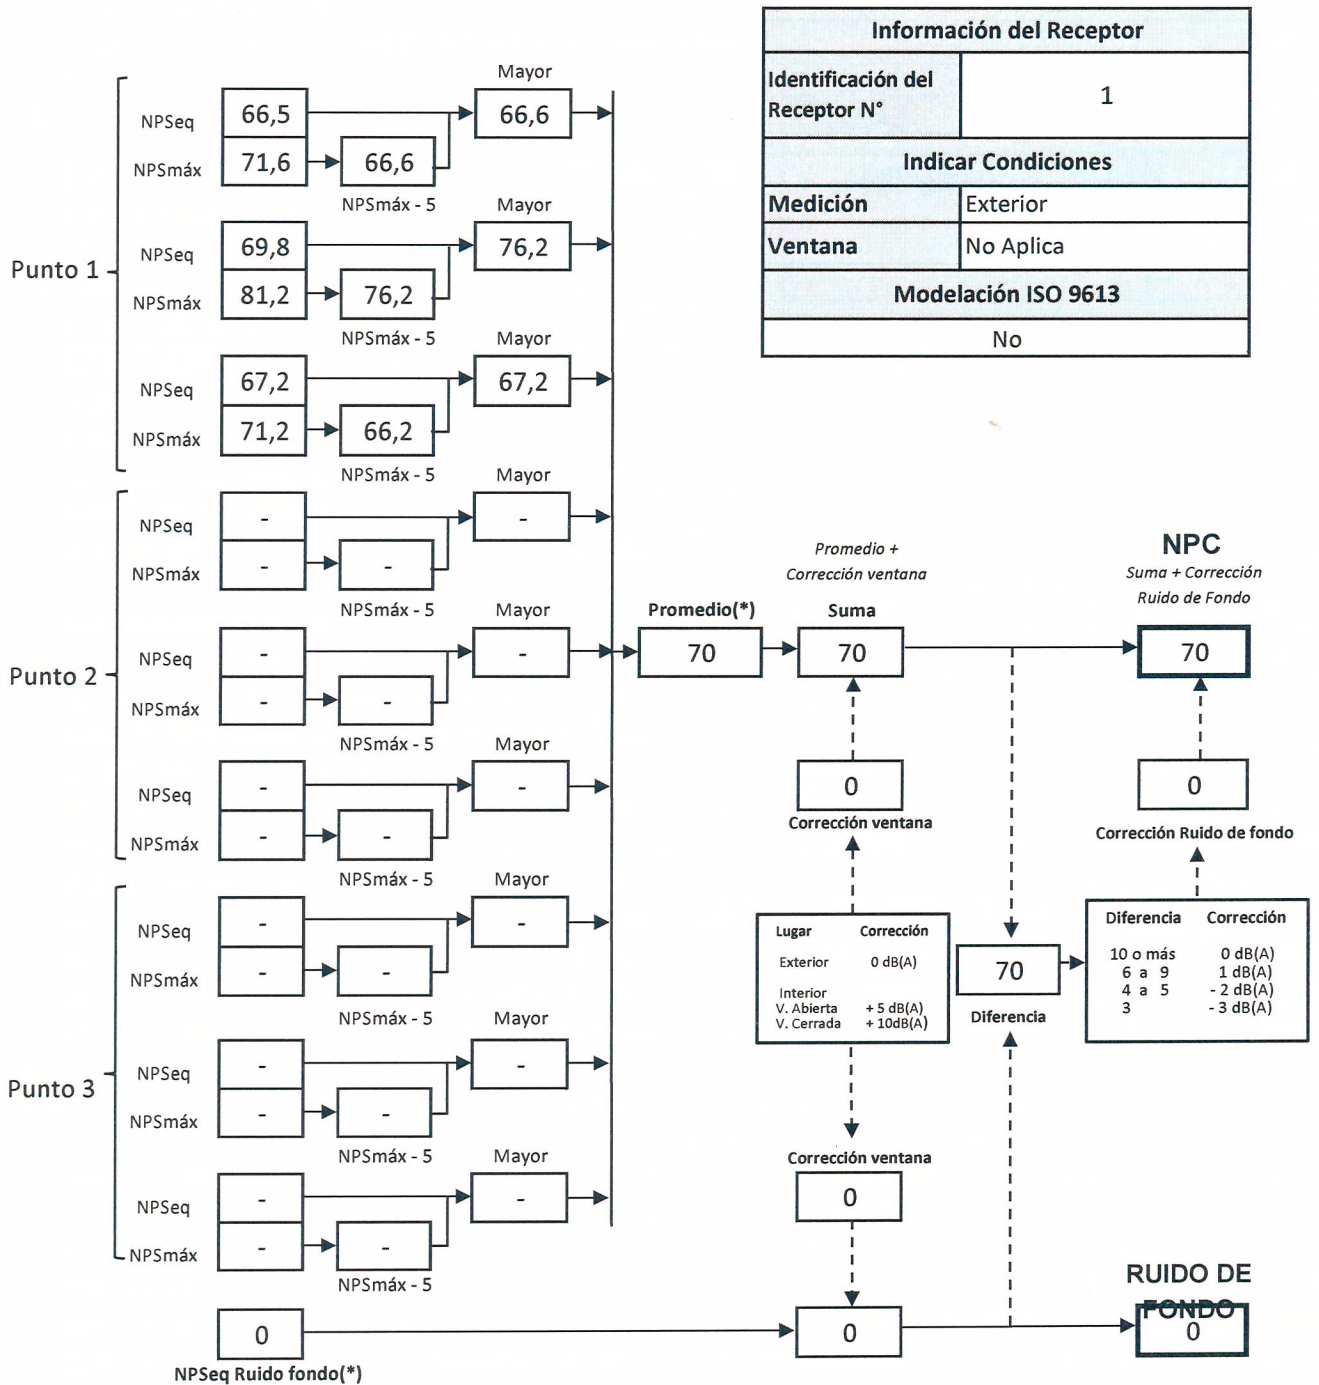 Información del Receptor
Identificación del Receptor N°
1
Indicar Condiciones
Medición
Exterior
Ventana
No Aplica
Modelación ISO 9613
No
Punto 1
Mayor
NPSeq
66,5
66,6
NPSmáx
71,6
66,6
NPSmáx - 5
Mayor
NPSeq
69,8
76,2
NPSmáx
81,2
76,2
NPSmáx - 5
Mayor
NPSeq
67,2
67,2
NPSmáx
71,2
66,2
NPSmáx - 5
Punto 2
Mayor
NPSeq
-
-
NPSmáx
-
-
NPSmáx - 5
Mayor
NPSeq
-
-
NPSmáx
-
-
NPSmáx - 5
Mayor
NPSeq
-
-
NPSmáx
-
-
NPSmáx - 5
Punto 3
Mayor
NPSeq
-
-
NPSmáx
-
-
NPSmáx - 5
Mayor
NPSeq
-
-
NPSmáx
-
-
NPSmáx - 5
Mayor
NPSeq
-
-
NPSmáx
-
-
NPSmáx - 5
0
NPSeq Ruido fondo(*)
Promedio(*)
70
Promedio +
Corrección ventana
Suma
70
0
Corrección ventana
Lugar Corrección
Exterior 0 dB(A)
Interior
V. Abierta + 5 dB(A)
V. Cerrada + 10dB(A)
Corrección ventana
0
0
70
Diferencia
NPC
Suma + Corrección
Ruido de Fondo
70
0
Corrección Ruido de fondo
Diferencia Corrección
10 o más 0 dB(A)
6 a 9 1 dB(A)
4 a 5 - 2 dB(A)
3 - 3 dB(A)
RUIDO DE
FONDO
0